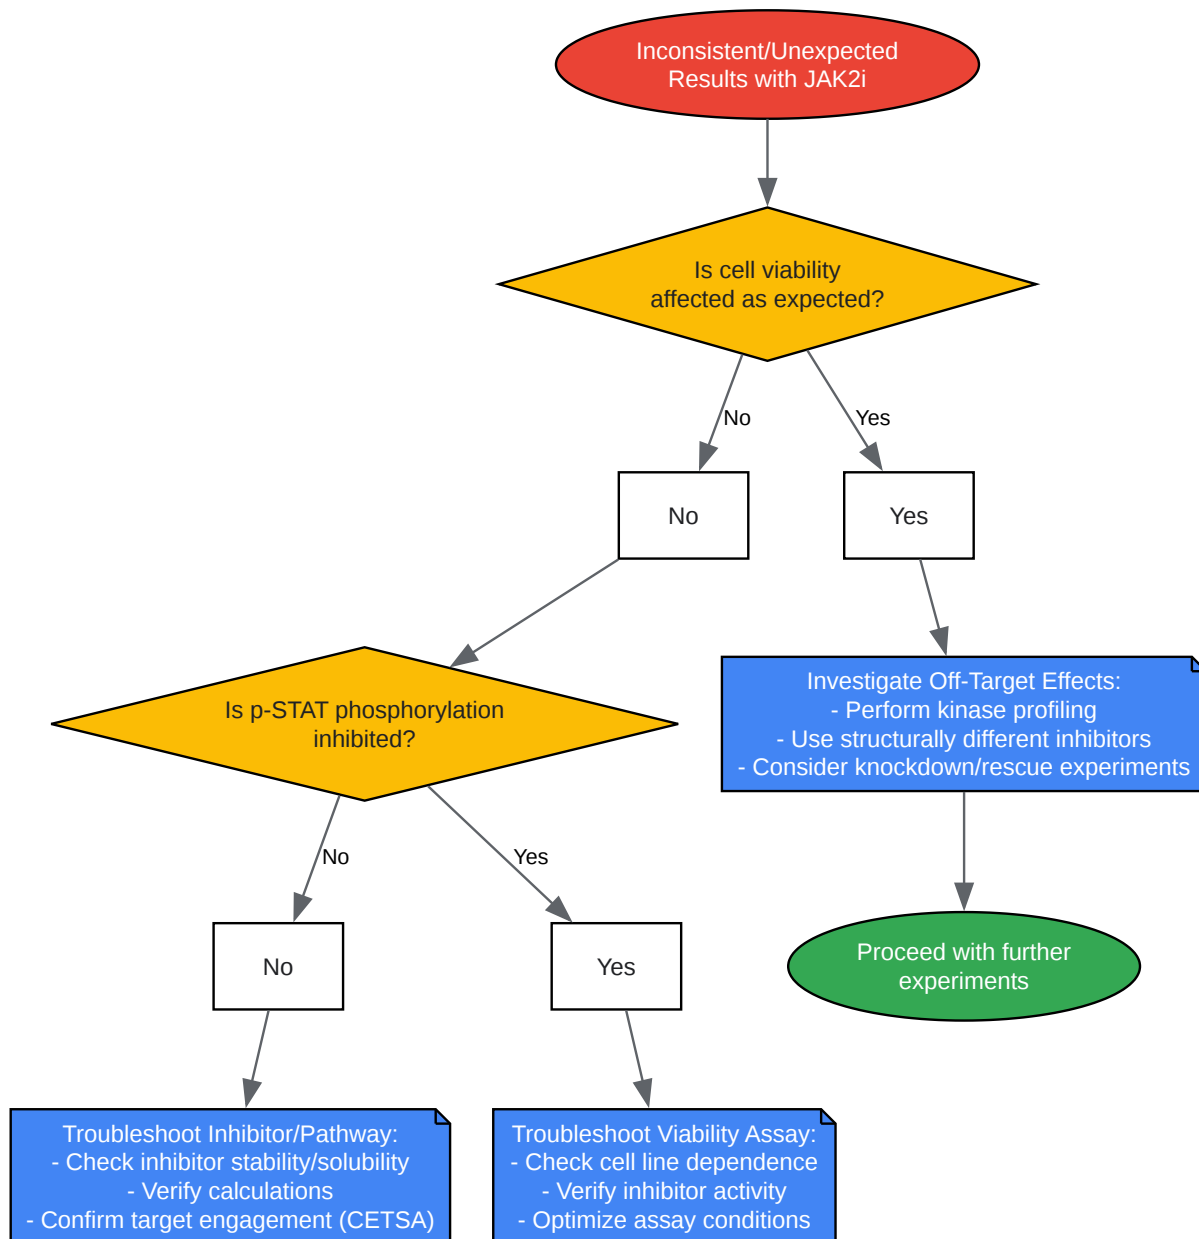 Inconsistent/Unexpected
Results with JAK2i
Is cell viability
affected as expected?
No
Yes
No
Yes
Is p-STAT phosphorylation
inhibited?
Investigate Off-Target Effects:
- Perform kinase profiling
- Use structurally different inhibitors
- Consider knockdown/rescue experiments
No
Yes
No
Yes
Proceed with further
experiments
Troubleshoot Inhibitor/Pathway:
- Check inhibitor stability/solubility
- Verify calculations
- Confirm target engagement (CETSA)
Troubleshoot Viability Assay:
- Check cell line dependence
- Verify inhibitor activity
- Optimize assay conditions